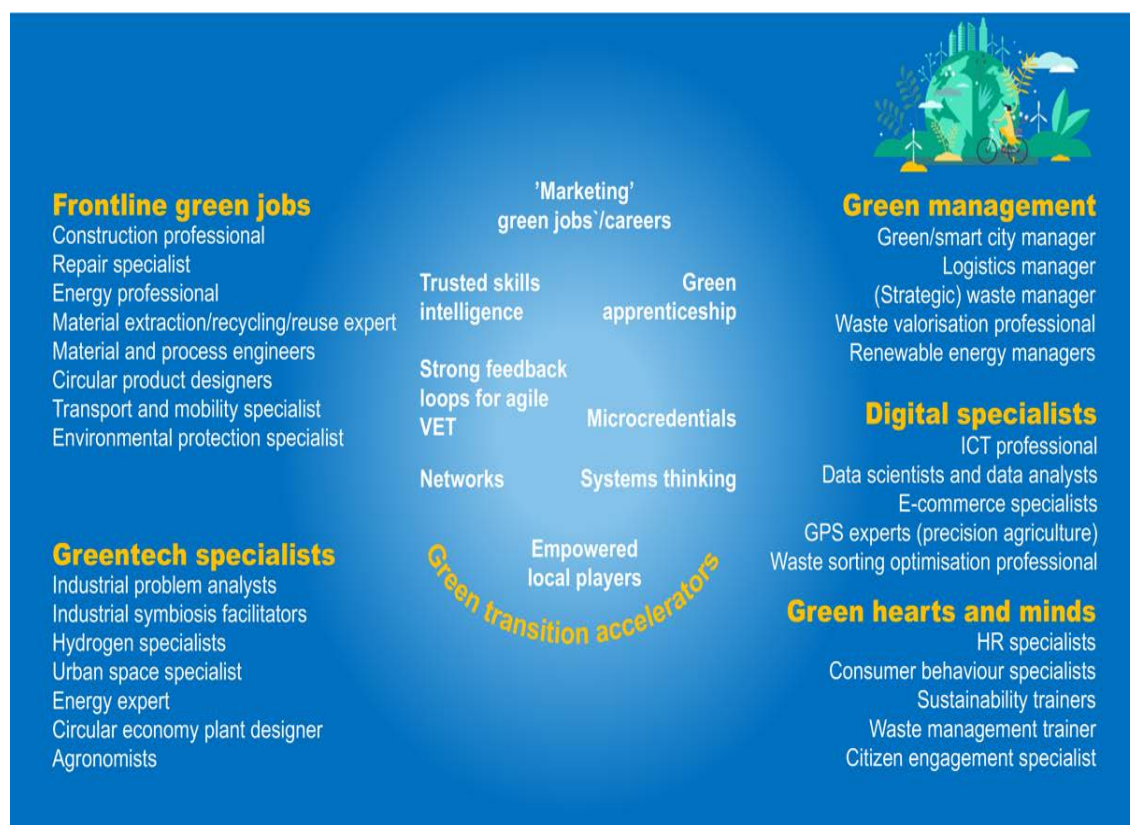 Frontline green jobs
Construction professional
Repair specialist
Energy professional
Material extraction/recycling/reuse expert
Material and process engineers
Circular product designers
Transport and mobility specialist
Environmental protection specialist
Greentech specialists
Industrial problem analysts
Industrial symbiosis facilitators
Hydrogen specialists
Urban space specialist
Energy expert
Circular economy plant designer
Agronomists
’Marketing’
green jobs`/careers
Trusted skills
intelligence
Green
apprenticeship
Strong feedback
loops for agile
VET
Microcredentials
Networks
Systems thinking
Empowered
local players
Green transition accelerators
Green management
Green/smart city manager
Logistics manager
(Strategic) waste manager
Waste valorisation professional
Renewable energy managers
Digital specialists
ICT professional
Data scientists and data analysts
E-commerce specialists
GPS experts (precision agriculture)
Waste sorting optimisation professional
Green hearts and minds
HR specialists
Consumer behaviour specialists
Sustainability trainers
Waste management trainer
Citizen engagement specialist